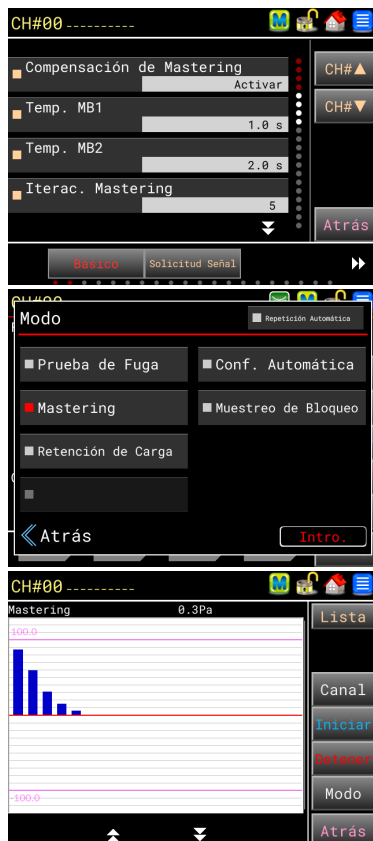 CH#00 ----------
Compensación de Mastering
Activar
Temp. MB1
1.0 s
Temp. MB2
2.0 s
Iterac. Mastering
5
CH#▲
CH#▼
Atrás
Basico
Solicitud Señal
Modo
Repetición Automática
Prueba de Fuga
Conf. Automática
Mastering
Muestreo de Bloqueo
Retención de Carga
Atrás
Intro.
CH#00 ----------
Mastering 0.3Pa
100.0
-100.0
Lista
Canal
Iniciar
Detener
Modo
Atrás